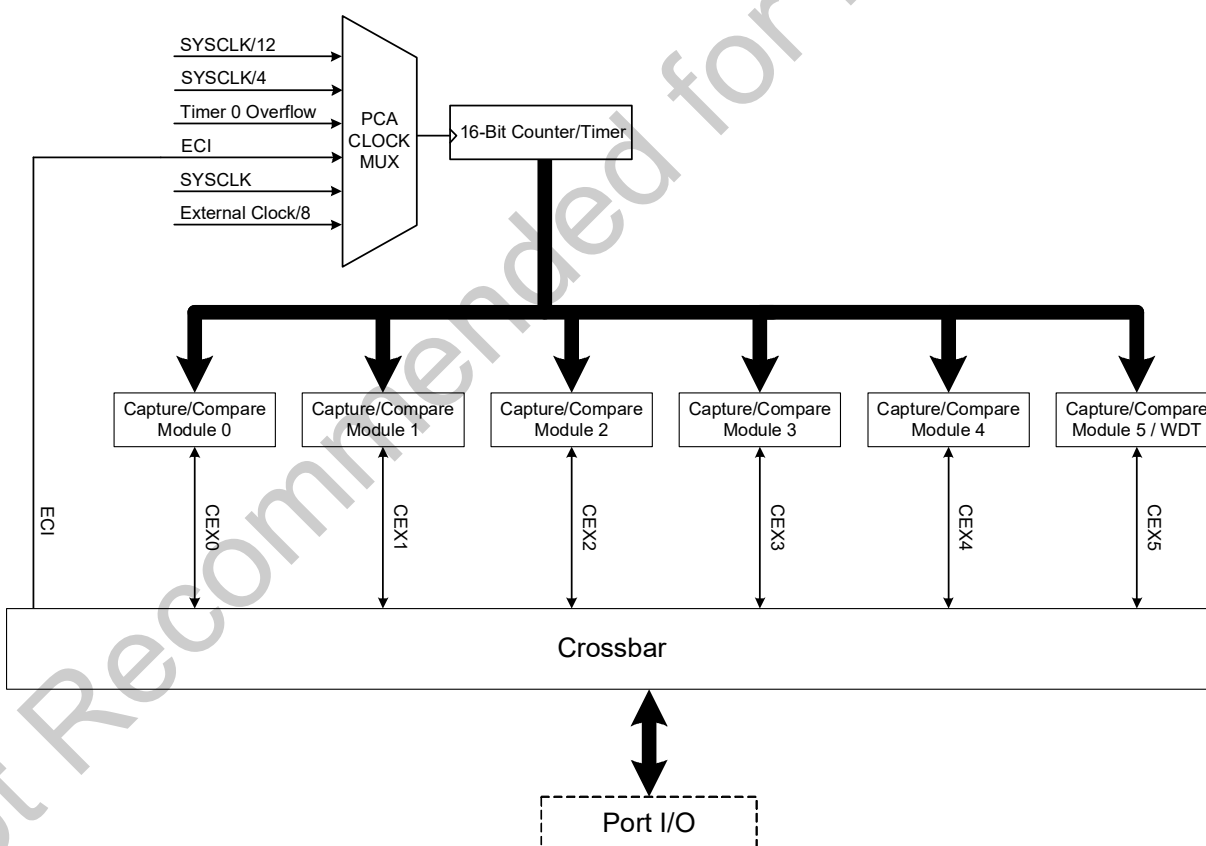 SYSCLK/12
SYSCLK/4
Timer 0 Overflow
ECI
SYSCLK
External Clock/8
PCA
CLOCK
MUX
16-Bit Counter/Timer
Capture/Compare
Module 0
Capture/Compare
Module 1
Capture/Compare
Module 2
Capture/Compare
Module 3
Capture/Compare
Module 4
Capture/Compare
Module 5 / WDT
ECI
CEX0
CEX1
CEX2
CEX3
CEX4
CEX5
Crossbar
Port I/O
Recommended for